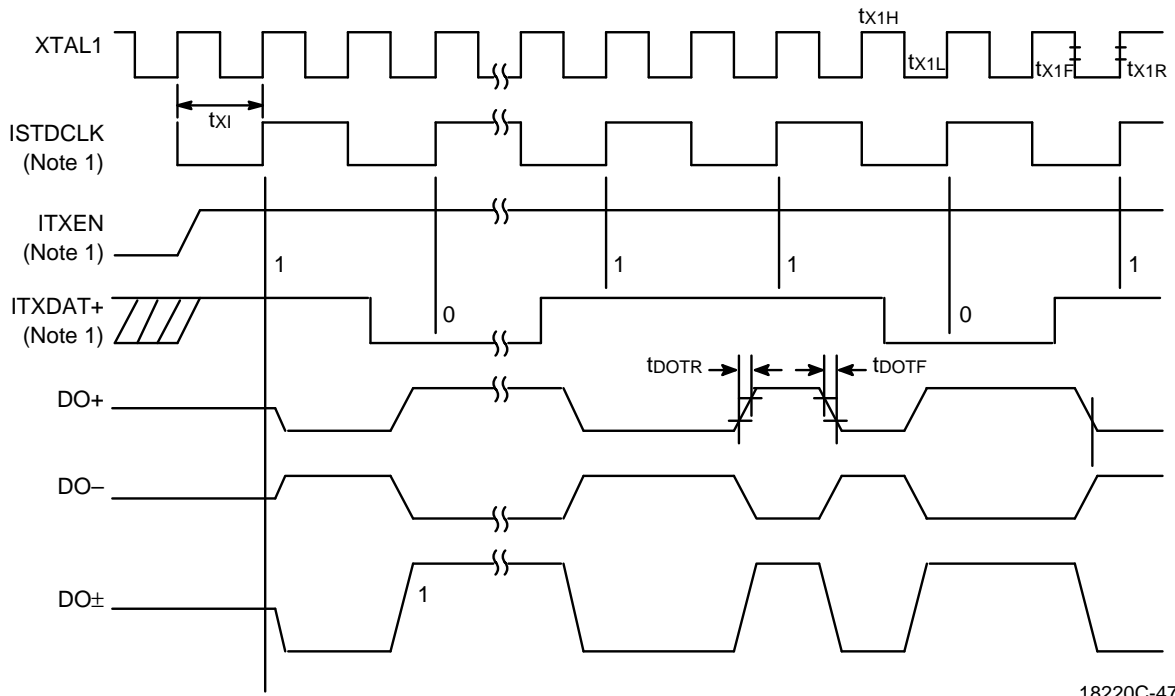 tX1H
XTAL1
tX1L
tX1F
tX1R
tXI
ISTDCLK
(Note 1)
ITXEN
(Note 1)
1
1
1
1
ITXDAT+
(Note 1)
0
0
tDOTR
tDOTF
DO+
DO–
DO±
1
18220C-47